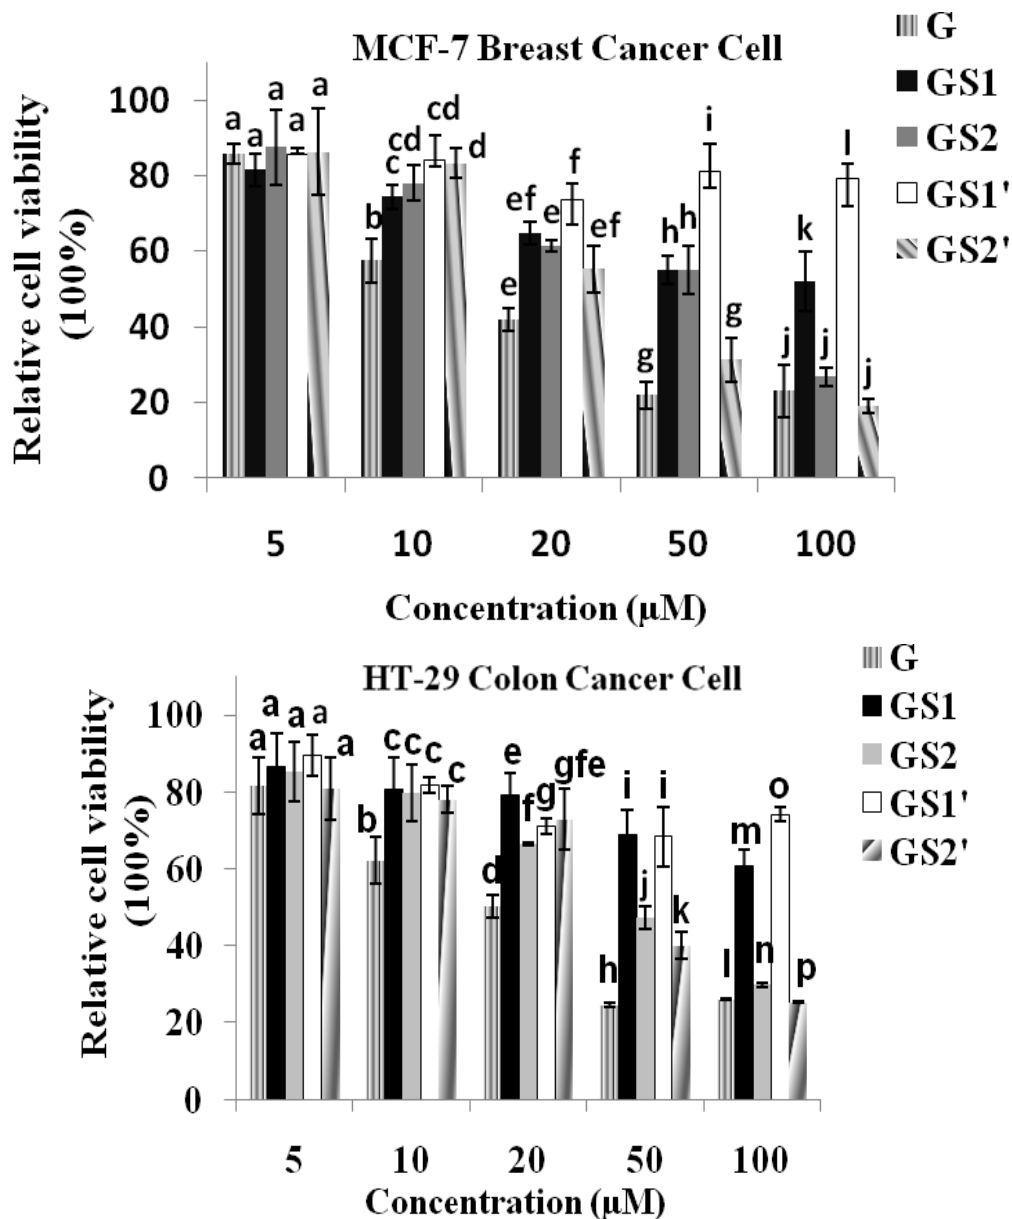 MCF-7 Breast Cancer Cell
G
GS1
GS2
GS1'
GS2'
Relative cell viability
(100%)
100
80
60
40
20
0
a a a a a
b c cd cd d
e ef e f ef
g h h i g
j k j l j
5 10 20 50 100
Concentration (μM)
HT-29 Colon Cancer Cell
G
GS1
GS2
GS1'
GS2'
Relative cell viability
(100%)
100
80
60
40
20
0
a a a a a
b c c c c
d e f g gfe
h i j i k
l m n o p
5 10 20 50 100
Concentration (μM)